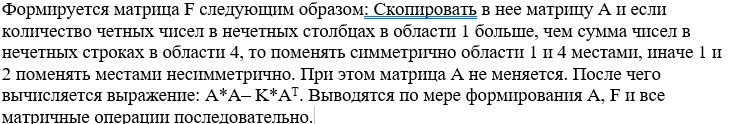 Формируется матрица F следующим образом: Скопировать в нее матрицу А и если
количество четных чисел в нечетных столбцах в области 1 больше, чем сумма чисел в
нечетных строках в области 4, то поменять симметрично области 1 и 4 местами, иначе 1 и
2 поменять местами несимметрично. При этом матрица А не меняется. После чего
вычисляется выражение: A*A– K*Aᵀ. Выводятся по мере формирования А, F и все
матричные операции последовательно.